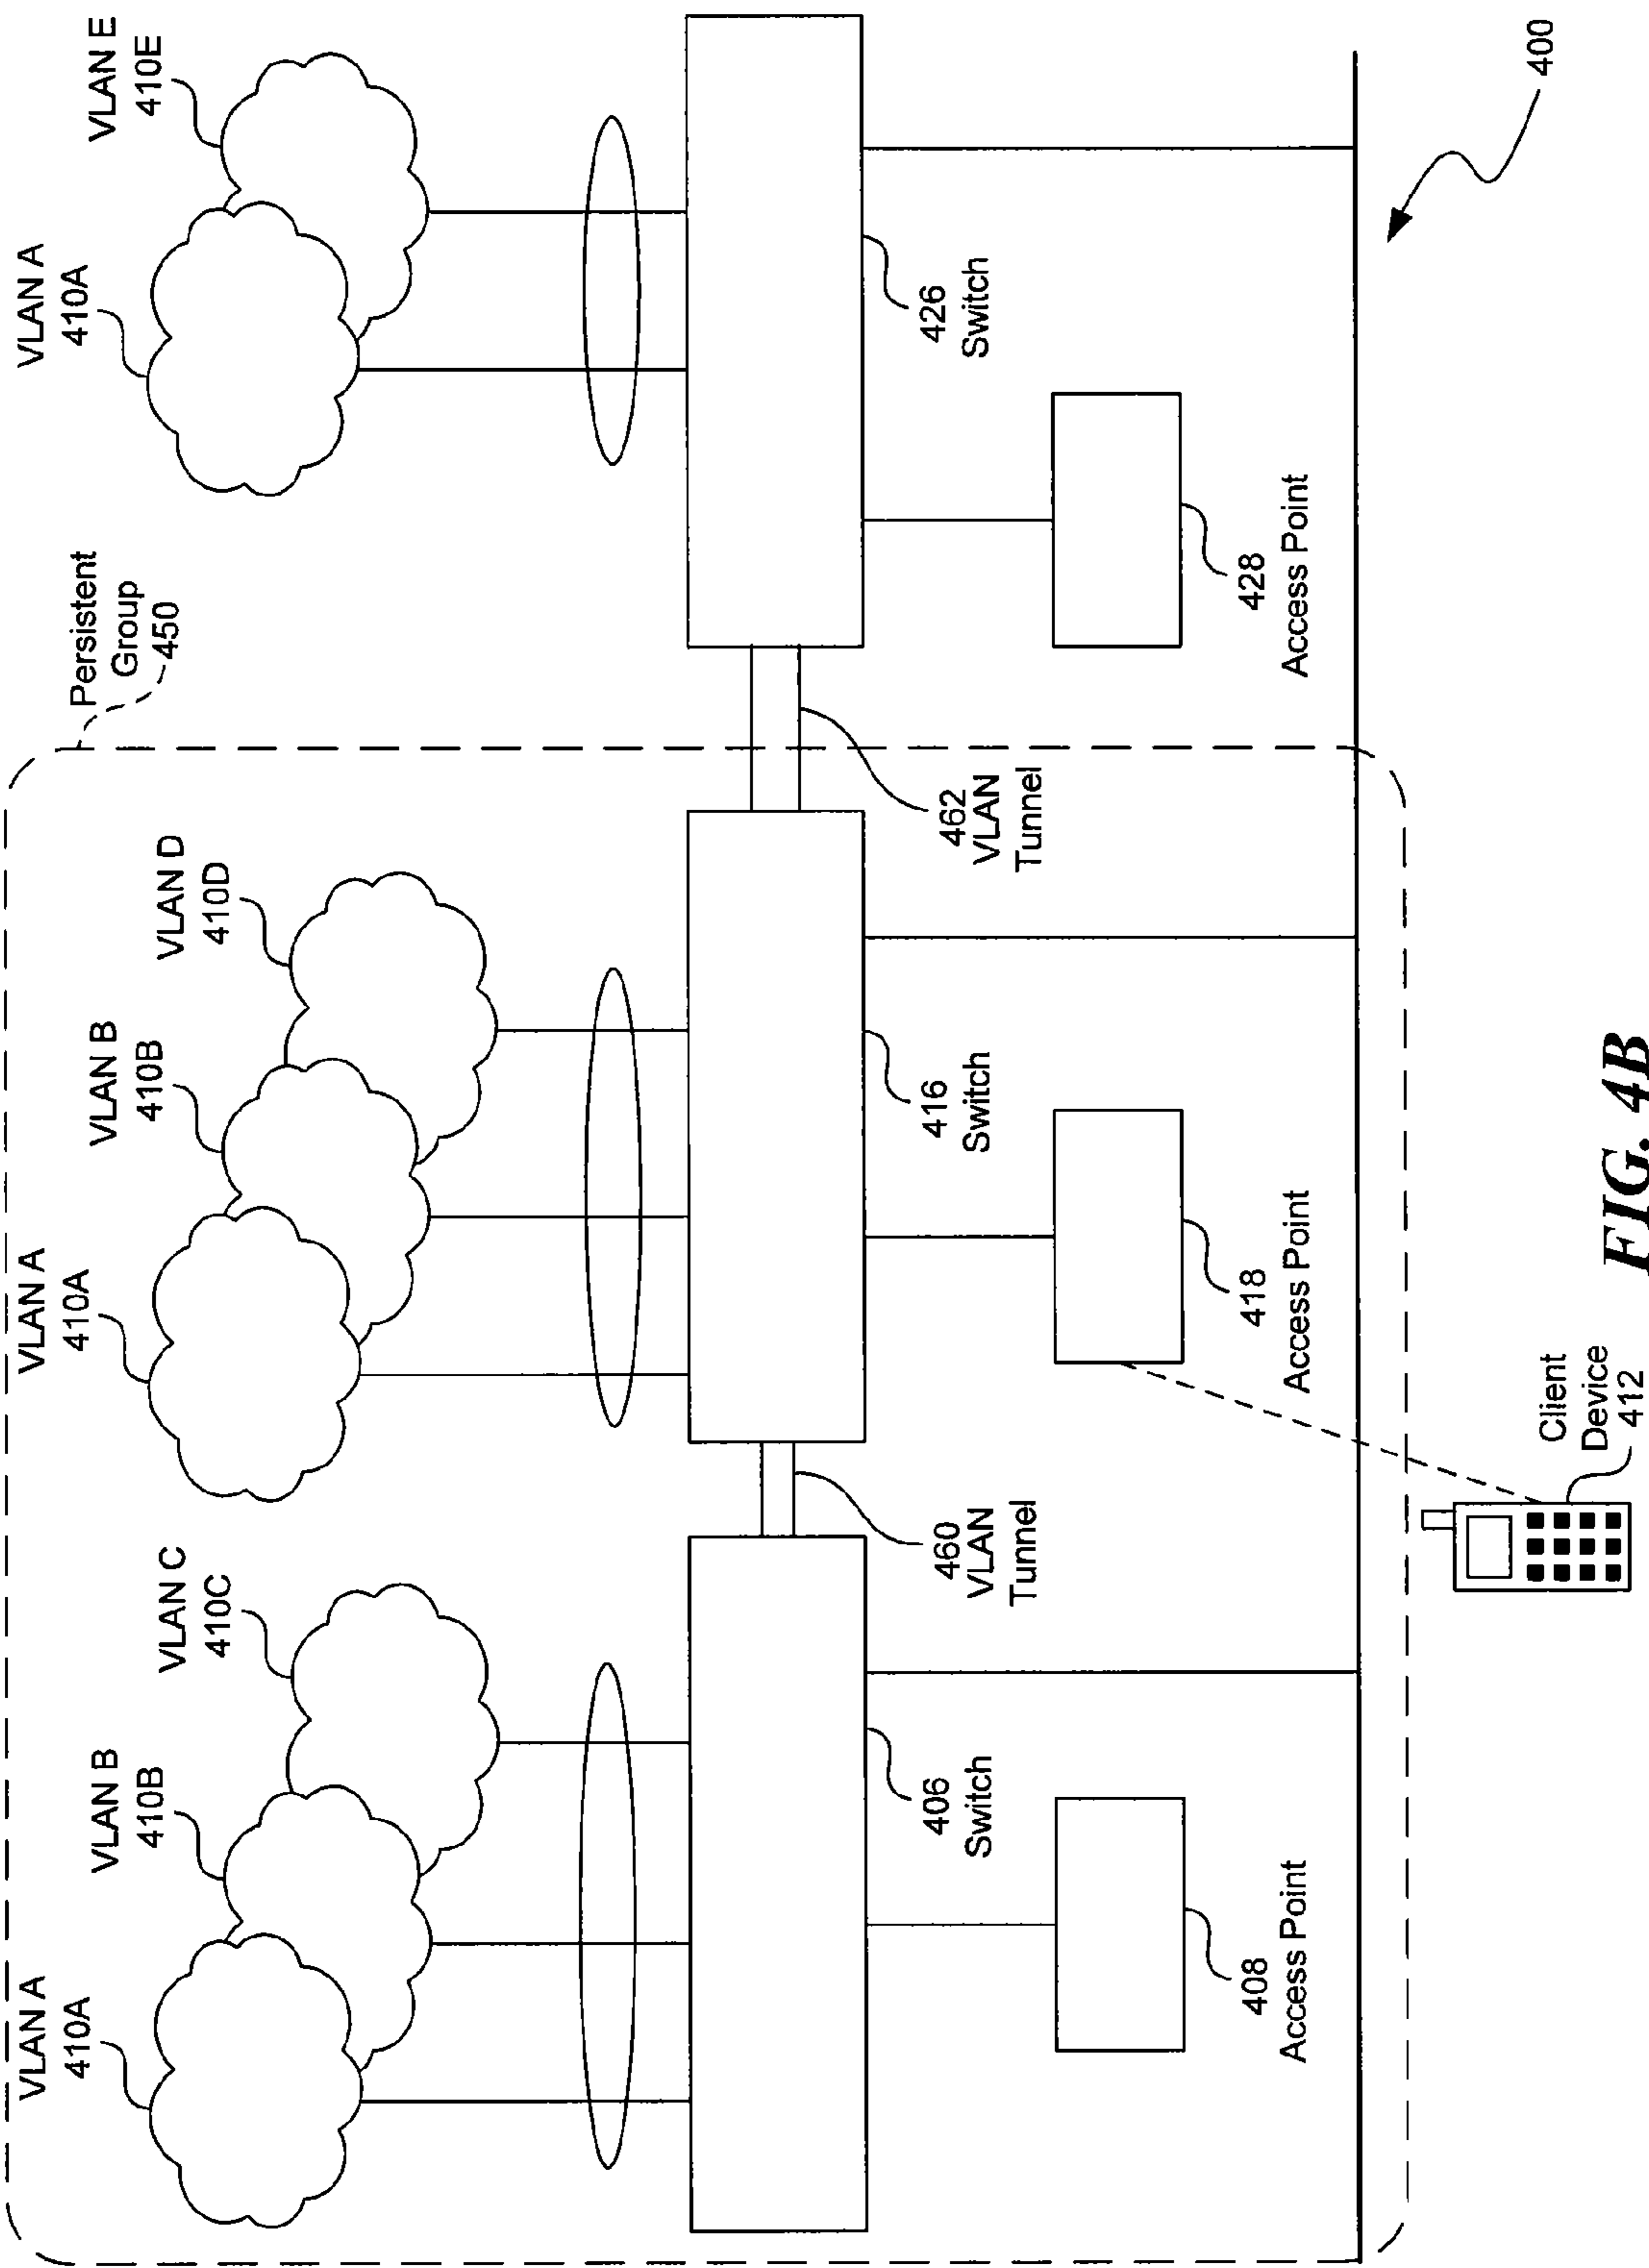 VLAN A
410A
VLAN B
410B
VLAN C
410C
VLAN A
410A
VLAN B
410B
VLAN D
410D
Persistent
Group
450
VLAN A
410A
VLAN E
410E
406
Switch
460
VLAN
Tunnel
416
Switch
462
VLAN
Tunnel
426
Switch
408
Access Point
418
Access Point
428
Access Point
Client
Device
412
400
FIG. 4B